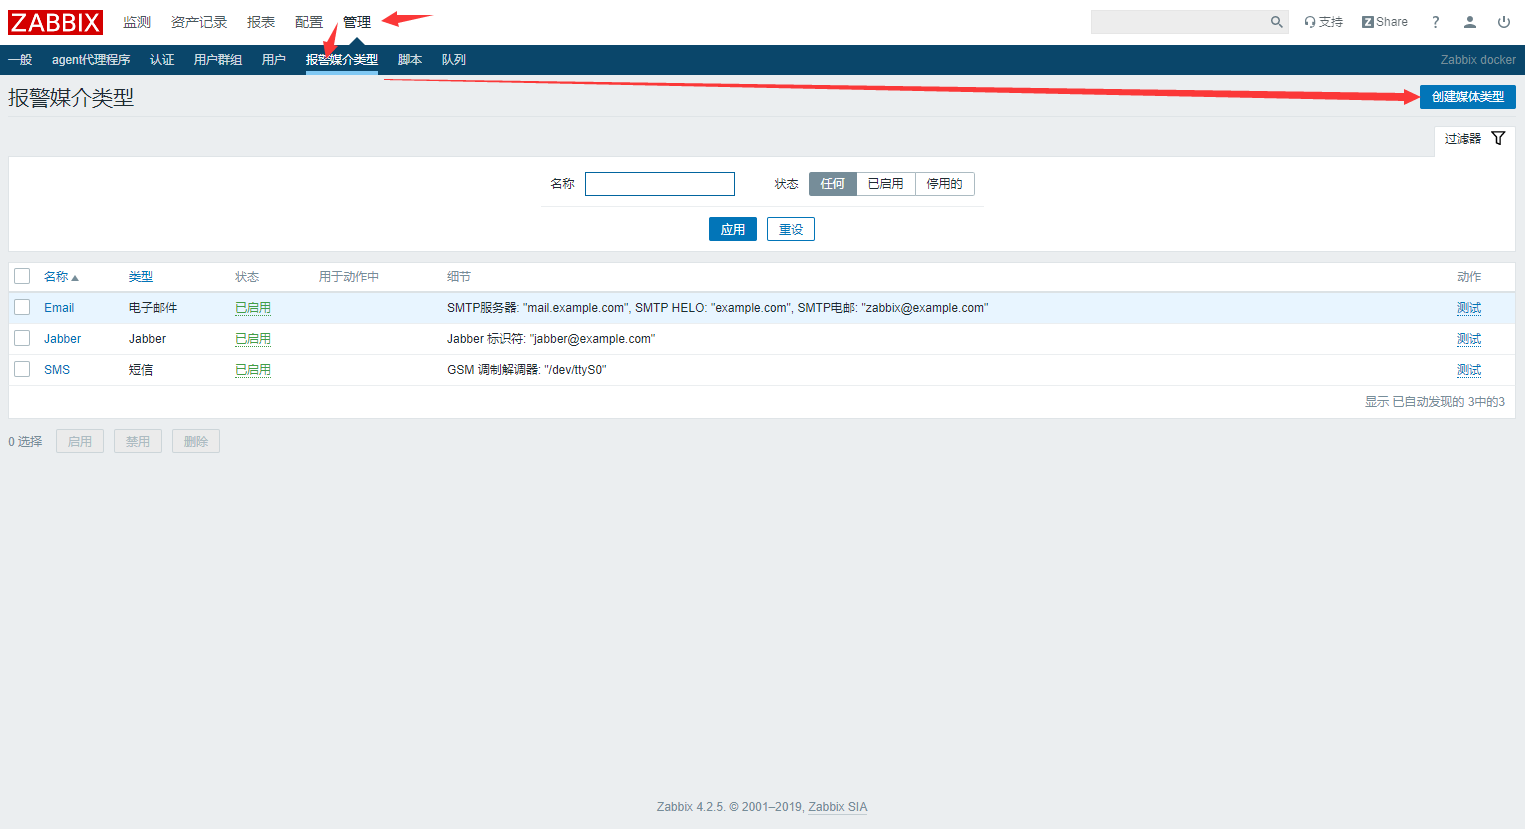 ZABBIX 监测 资产记录 报表 配置 管理 支持 Z Share ?
一般 agent代理程序 认证 用户群组 用户 报警媒介类型 脚本 队列 Zabbix docker
报警媒介类型 创建媒体类型
过滤器
名称 状态 任何 已启用 停用的
应用 重设
名称 类型 状态 用于动作中 细节 动作
Email 电子邮件 已启用 SMTP服务器: "mail.example.com", SMTP HELO: "example.com", SMTP电邮: "zabbix@example.com" 测试
Jabber Jabber 已启用 Jabber 标识符: "jabber@example.com" 测试
SMS 短信 已启用 GSM 调制解调器: "/dev/ttyS0" 测试
显示 已自动发现的 3中的3
0 选择 启用 禁用 删除
Zabbix 4.2.5. © 2001–2019, Zabbix SIA